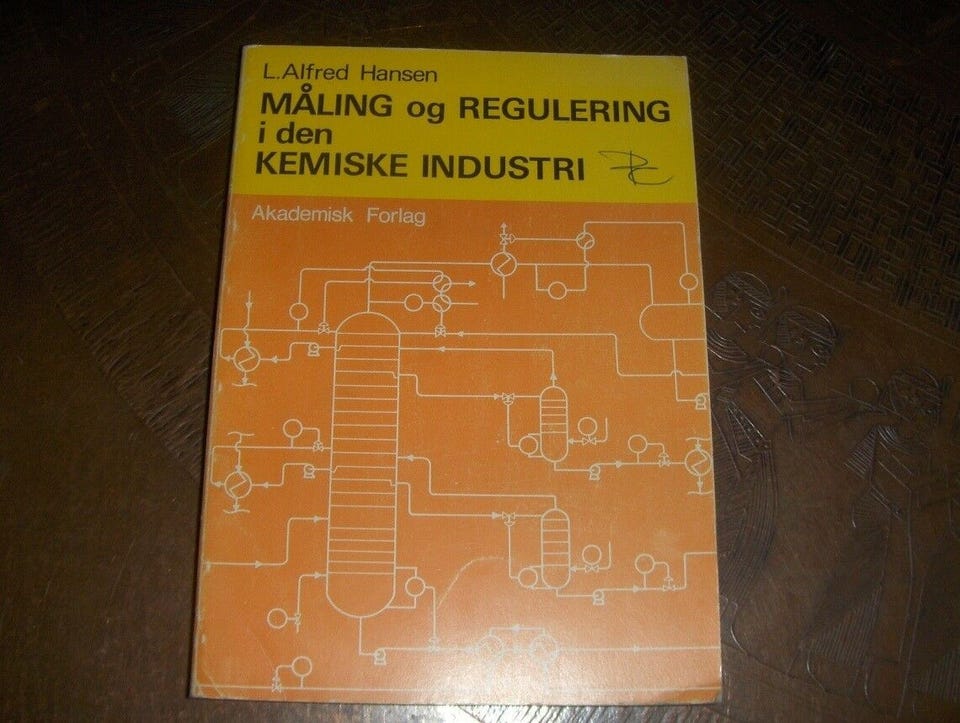 L.Alfred Hansen
MÅLING og REGULERING
i den
KEMISKE INDUSTRI
Akademisk Forlag